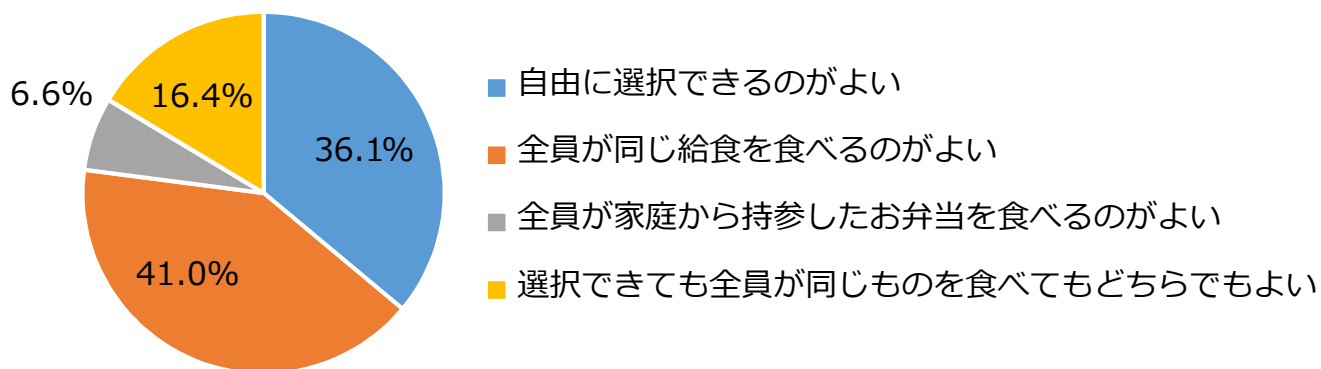 6.6%
16.4%
36.1%
41.0%
自由に選択できるのがよい
全員が同じ給食を食べるのがよい
全員が家庭から持参したお弁当を食べるのがよい
選択できても全員が同じものを食べてもどちらでもよい